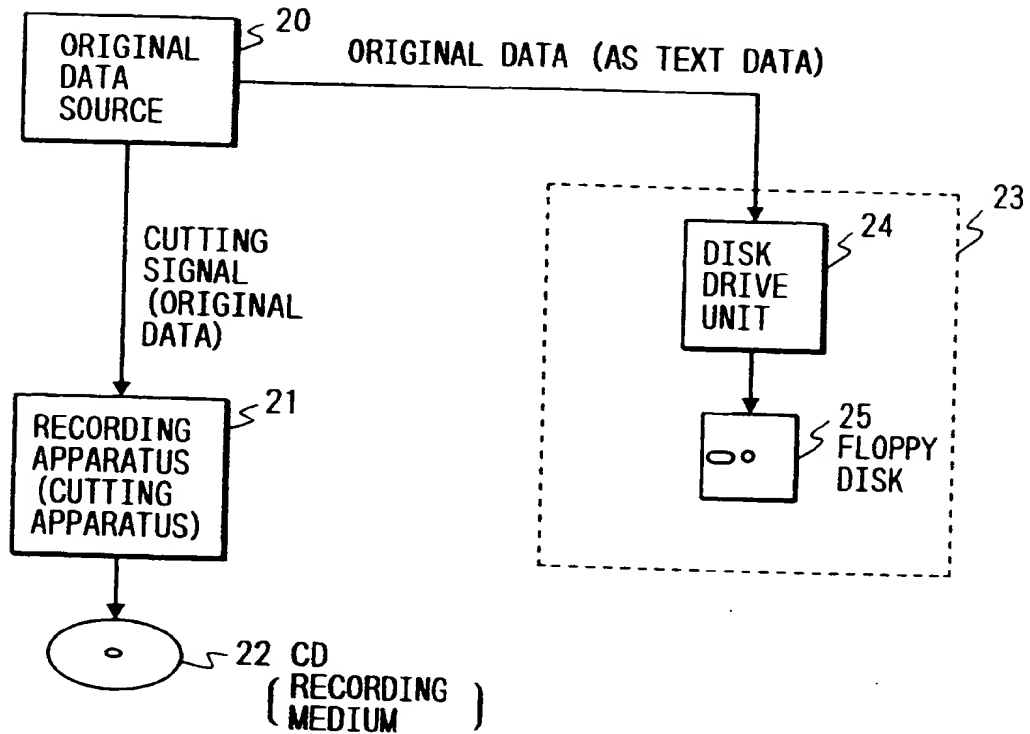 20
ORIGINAL
DATA
SOURCE
ORIGINAL DATA (AS TEXT DATA)
CUTTING
SIGNAL
(ORIGINAL
DATA)
23
24
DISK
DRIVE
UNIT
21
RECORDING
APPARATUS
(CUTTING
APPARATUS)
25
FLOPPY
DISK
22 CD
(RECORDING
MEDIUM)